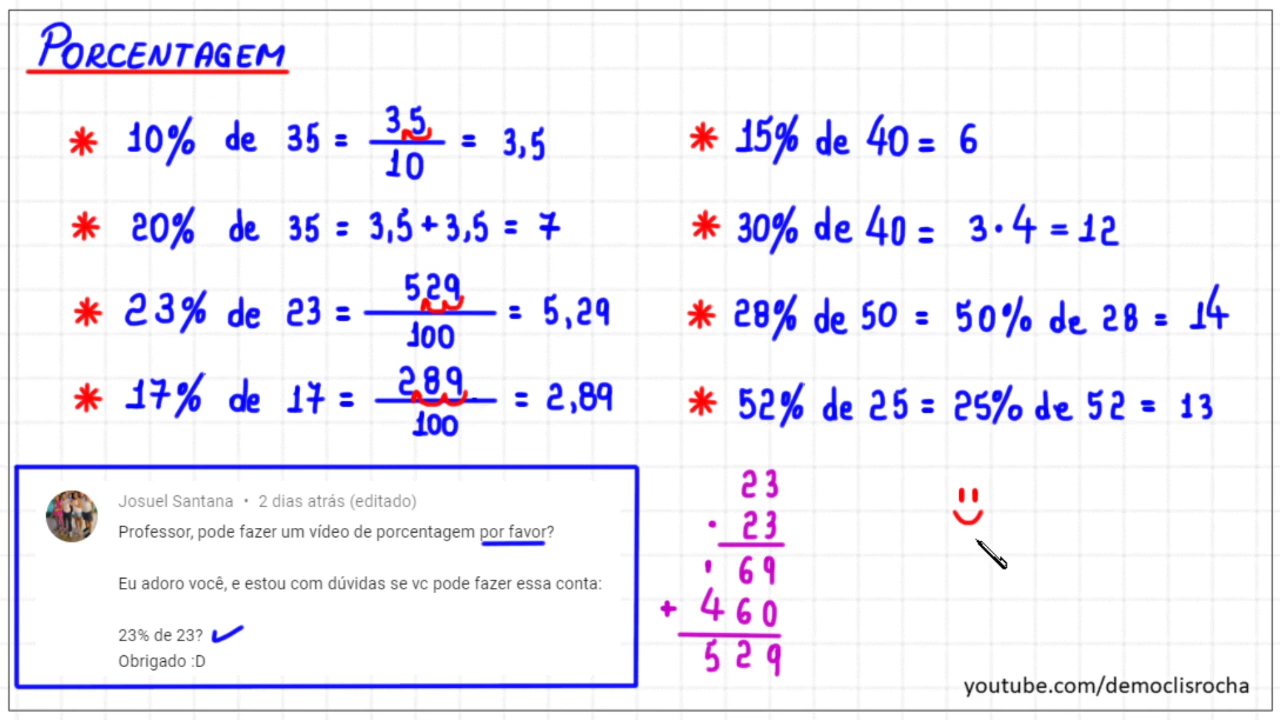 PORCENTAGEM
* 10% de 35 = 35/10 = 3,5
* 20% de 35 = 3,5 + 3,5 = 7
* 23% de 23 = 529/100 = 5,29
* 17% de 17 = 289/100 = 2,89
* 15% de 40 = 6
* 30% de 40 = 3 · 4 = 12
* 28% de 50 = 50% de 28 = 14
* 52% de 25 = 25% de 52 = 13
Josuel Santana • 2 dias atrás (editado)
Professor, pode fazer um vídeo de porcentagem por favor?
Eu adoro você, e estou com dúvidas se vc pode fazer essa conta:
23% de 23?
Obrigado :D
23
· 23
' 69
+ 460
529
youtube.com/democlisrocha